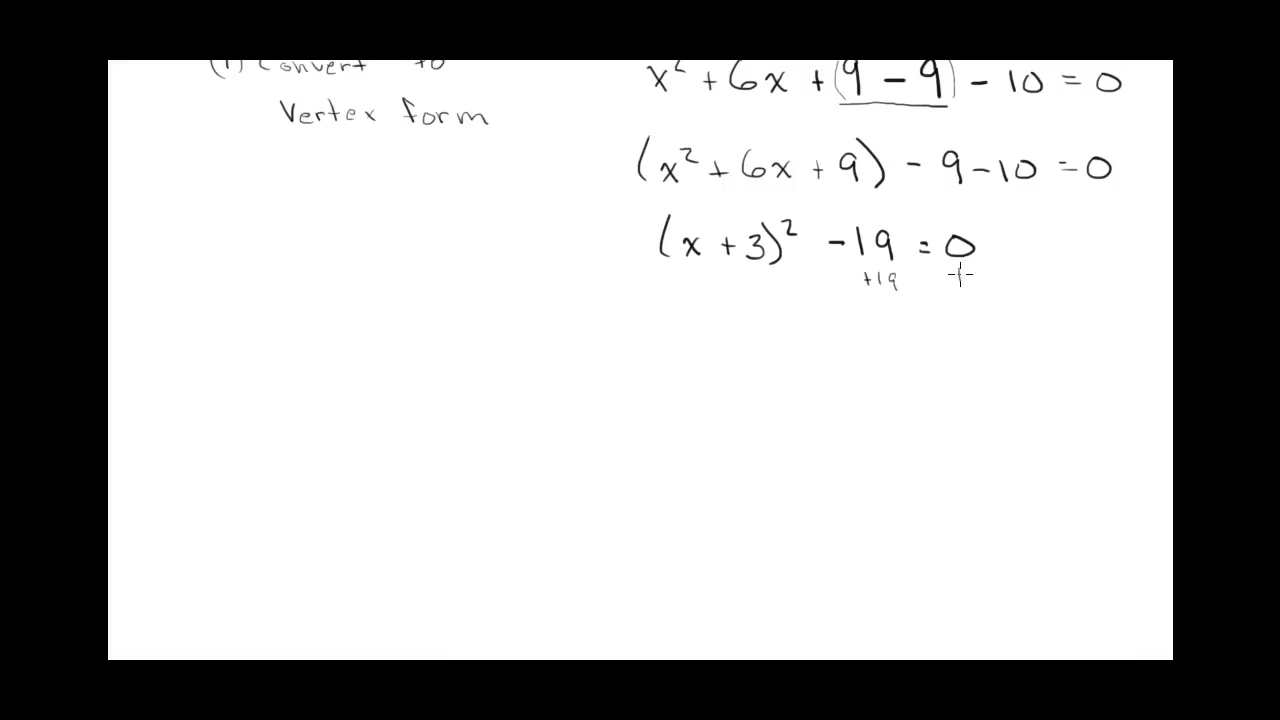 (1) Convert to
Vertex form
x² + 6x + (9 - 9) - 10 = 0
(x² + 6x + 9) - 9 - 10 = 0
(x + 3)² - 19 = 0
+19